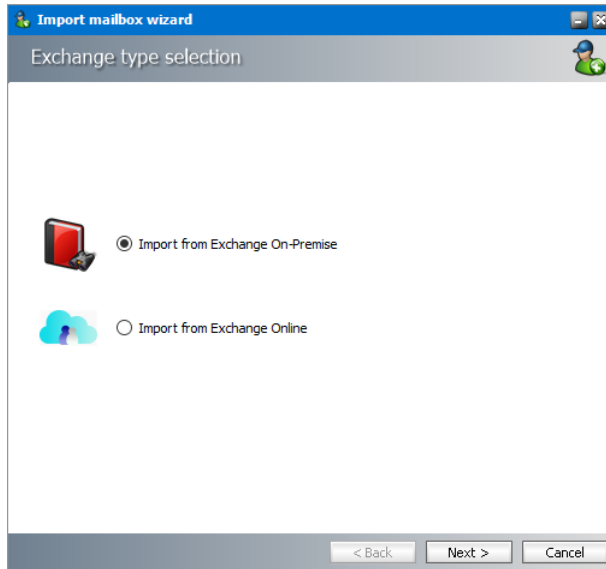 Import mailbox wizard
Exchange type selection
Import from Exchange On-Premise
Import from Exchange Online
< Back Next > Cancel